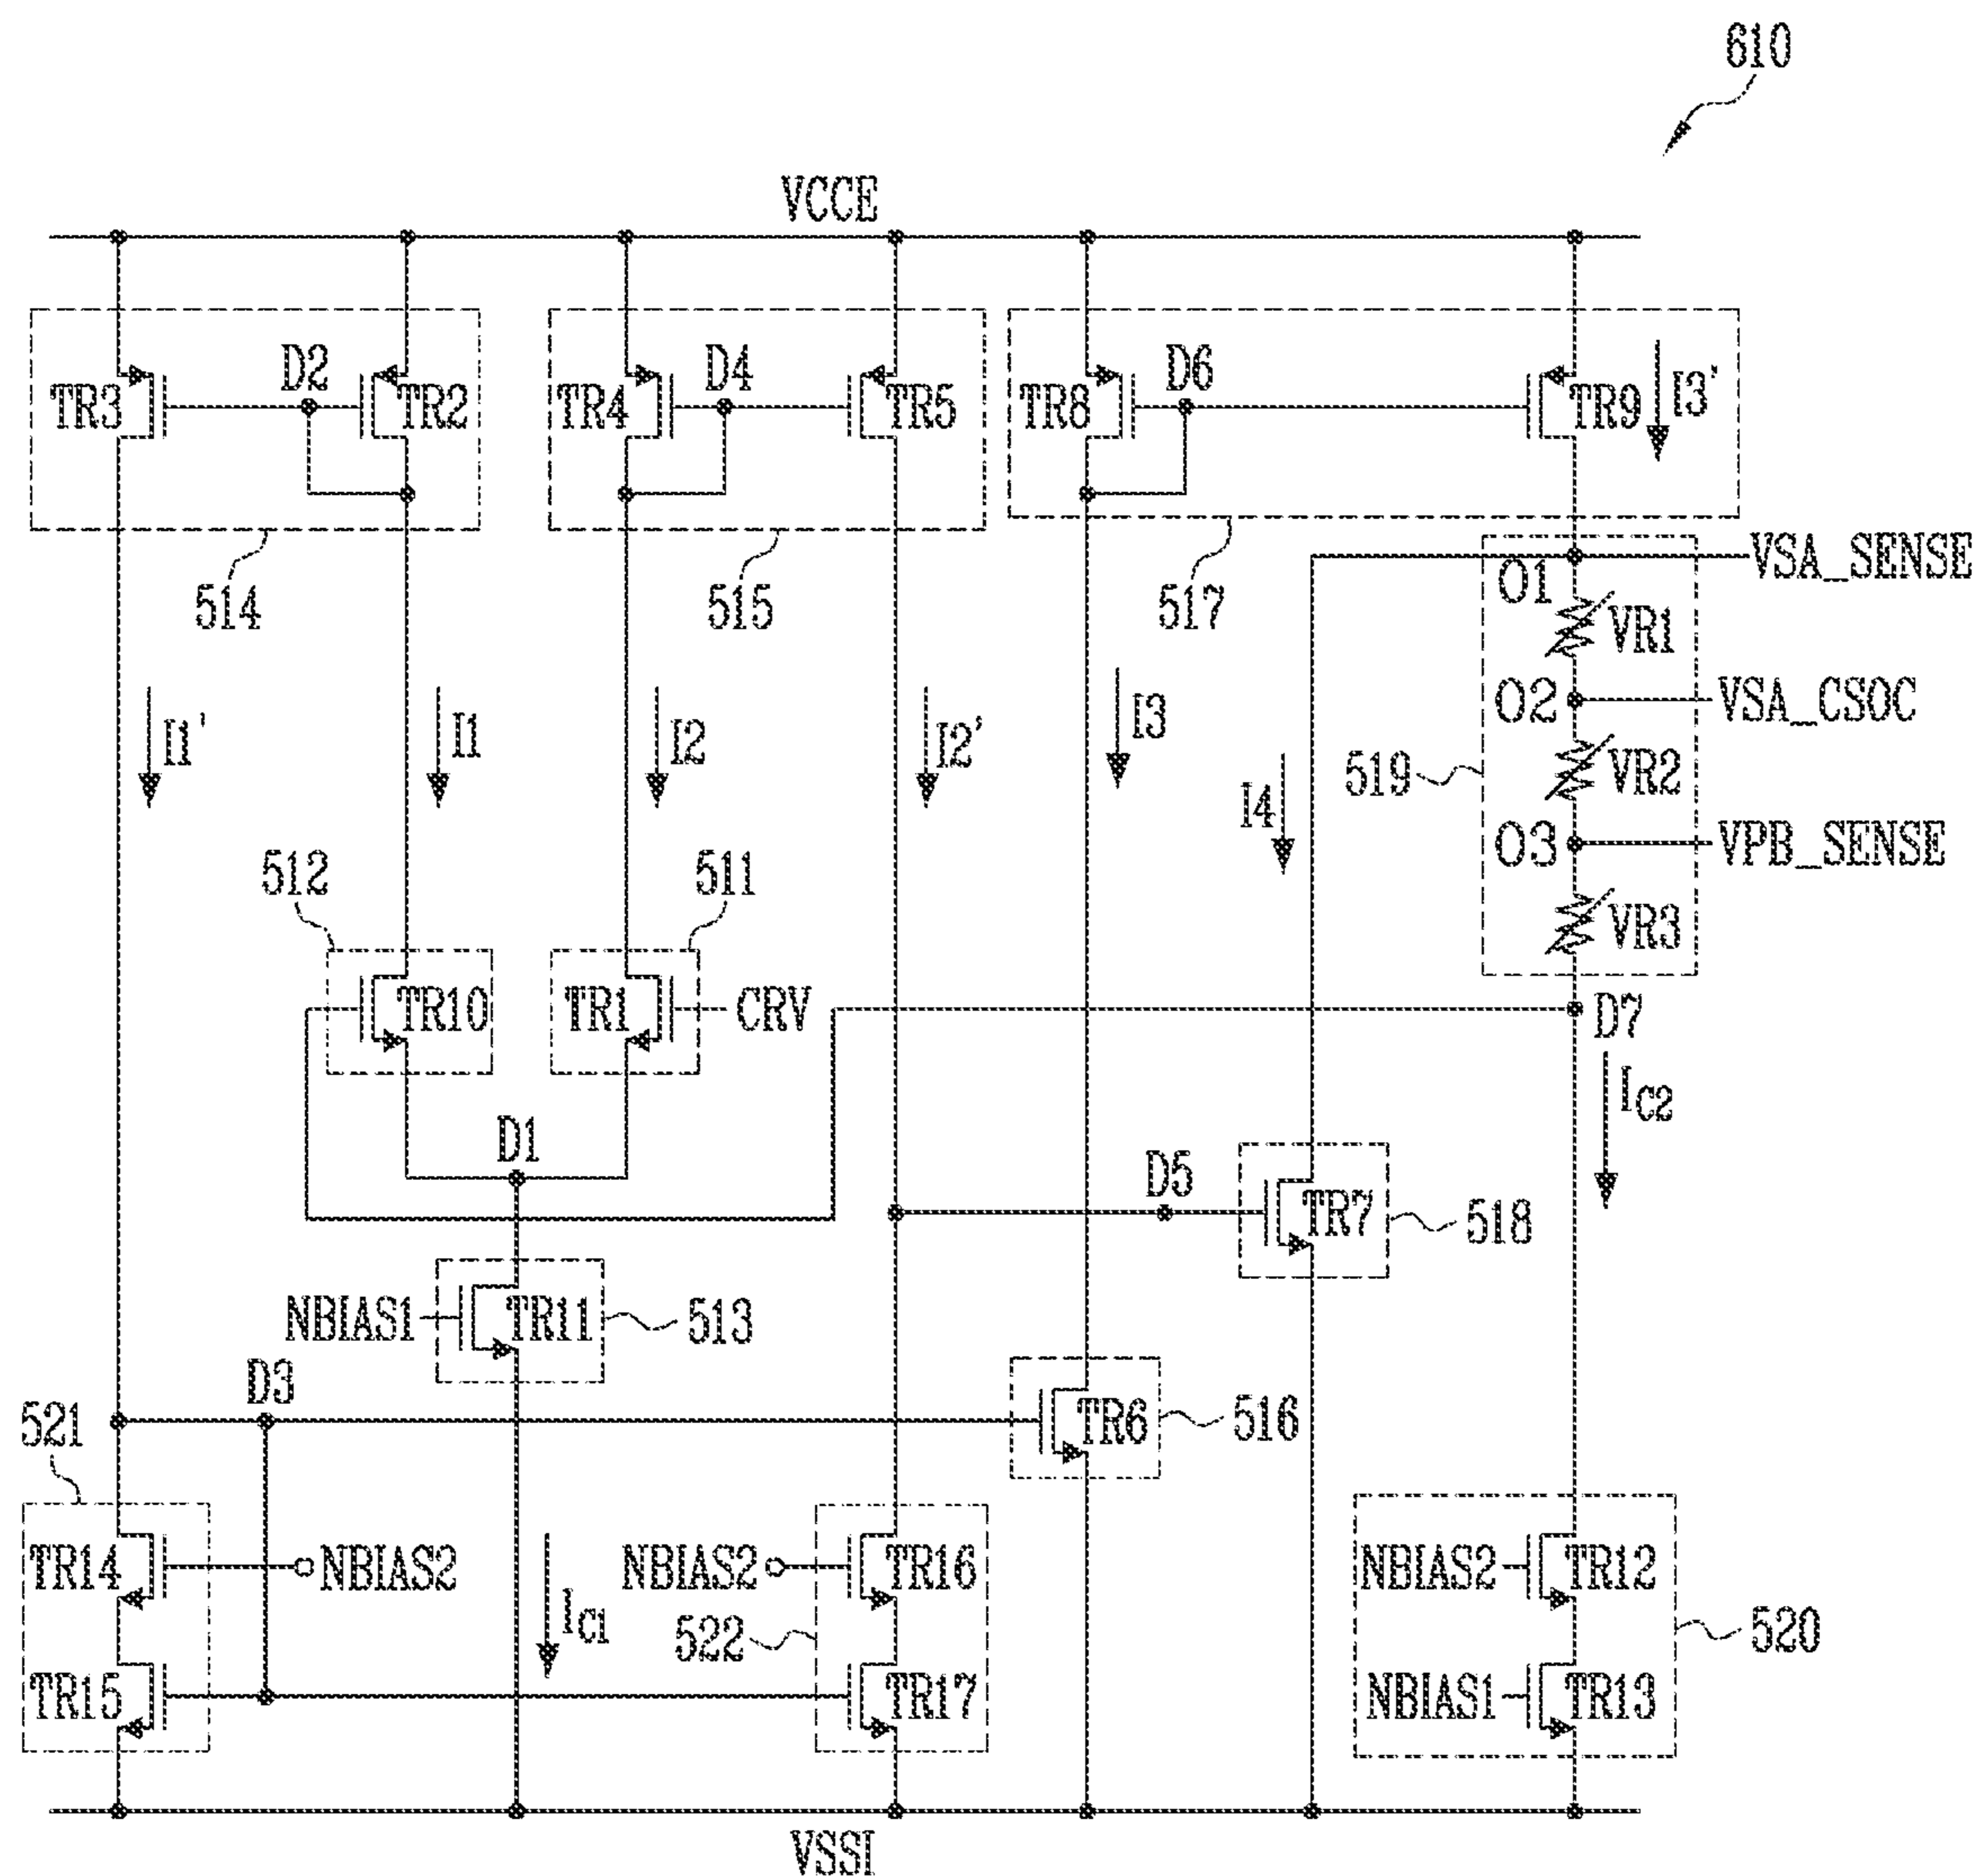 610
VCCE
TR3
D2
TR2
TR4
D4
TR5
TR8
D6
TR9
I3'
514
515
517
O1
VSA_SENSE
VR1
O2
VSA_CSOC
519
VR2
O3
VPB_SENSE
VR3
I1'
I1
I2
I2'
I3
I4
512
511
TR10
TR1
CRV
D7
IC2
D1
D5
TR7
518
NBIAS1
TR11
513
D3
521
TR6
516
TR14
NBIAS2
NBIAS2
TR16
NBIAS2
TR12
IC1
522
520
TR15
TR17
NBIAS1
TR13
VSSI